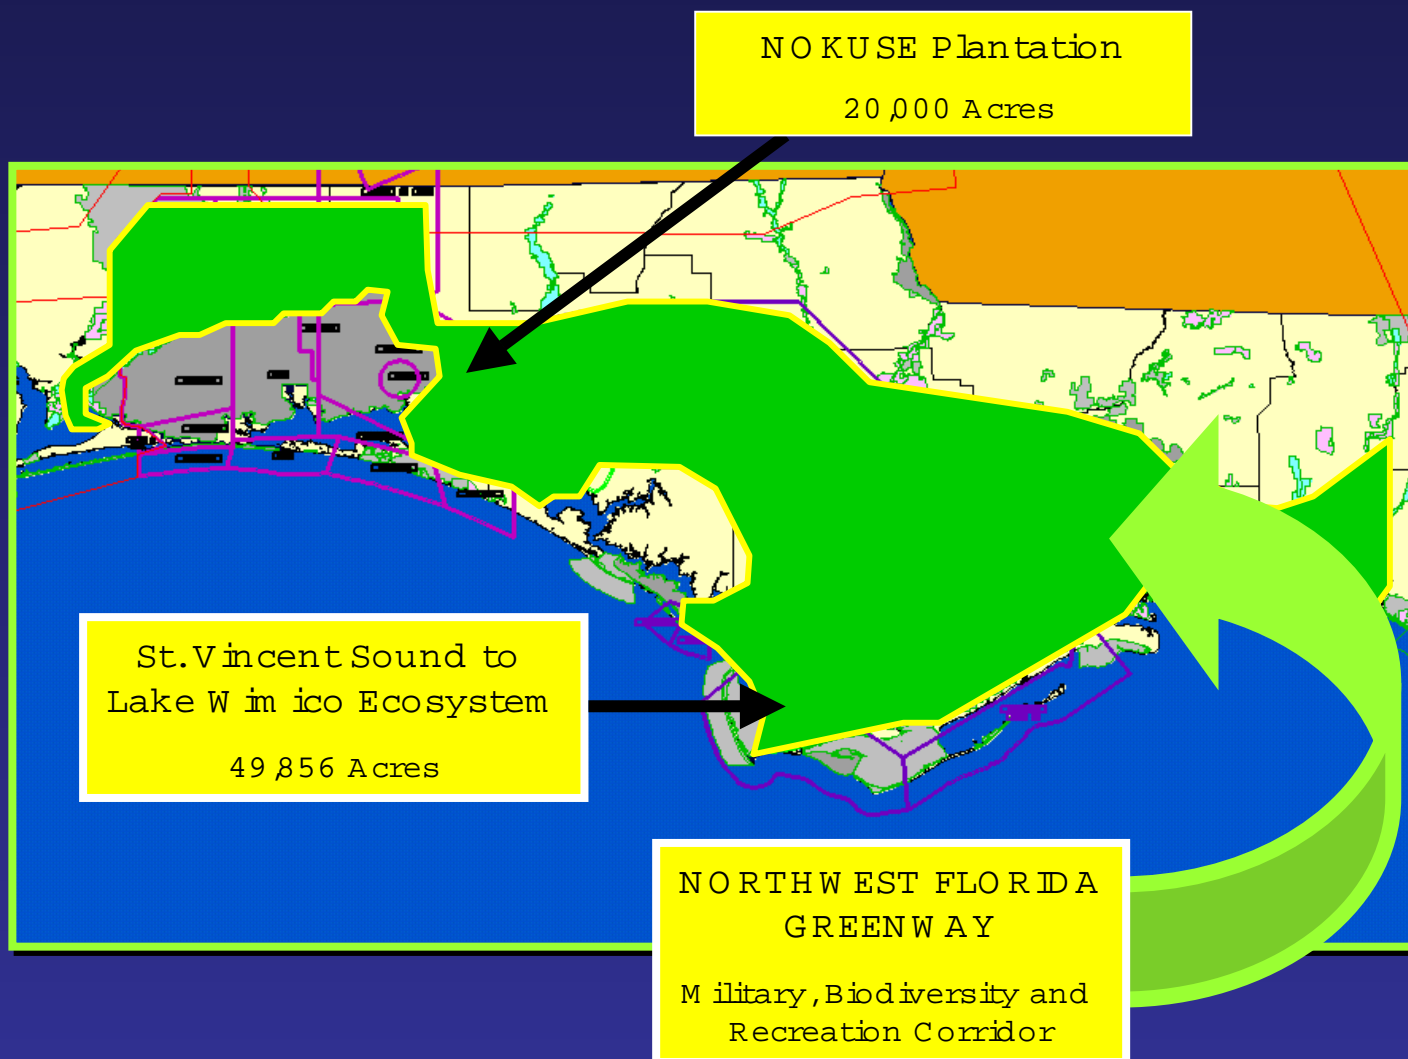 NOKUSE Plantation
20,000 Acres
St. Vincent Sound to
Lake Wimico Ecosystem
49,856 Acres
NORTHWEST FLORIDA
GREENWAY
Military, Biodiversity and
Recreation Corridor